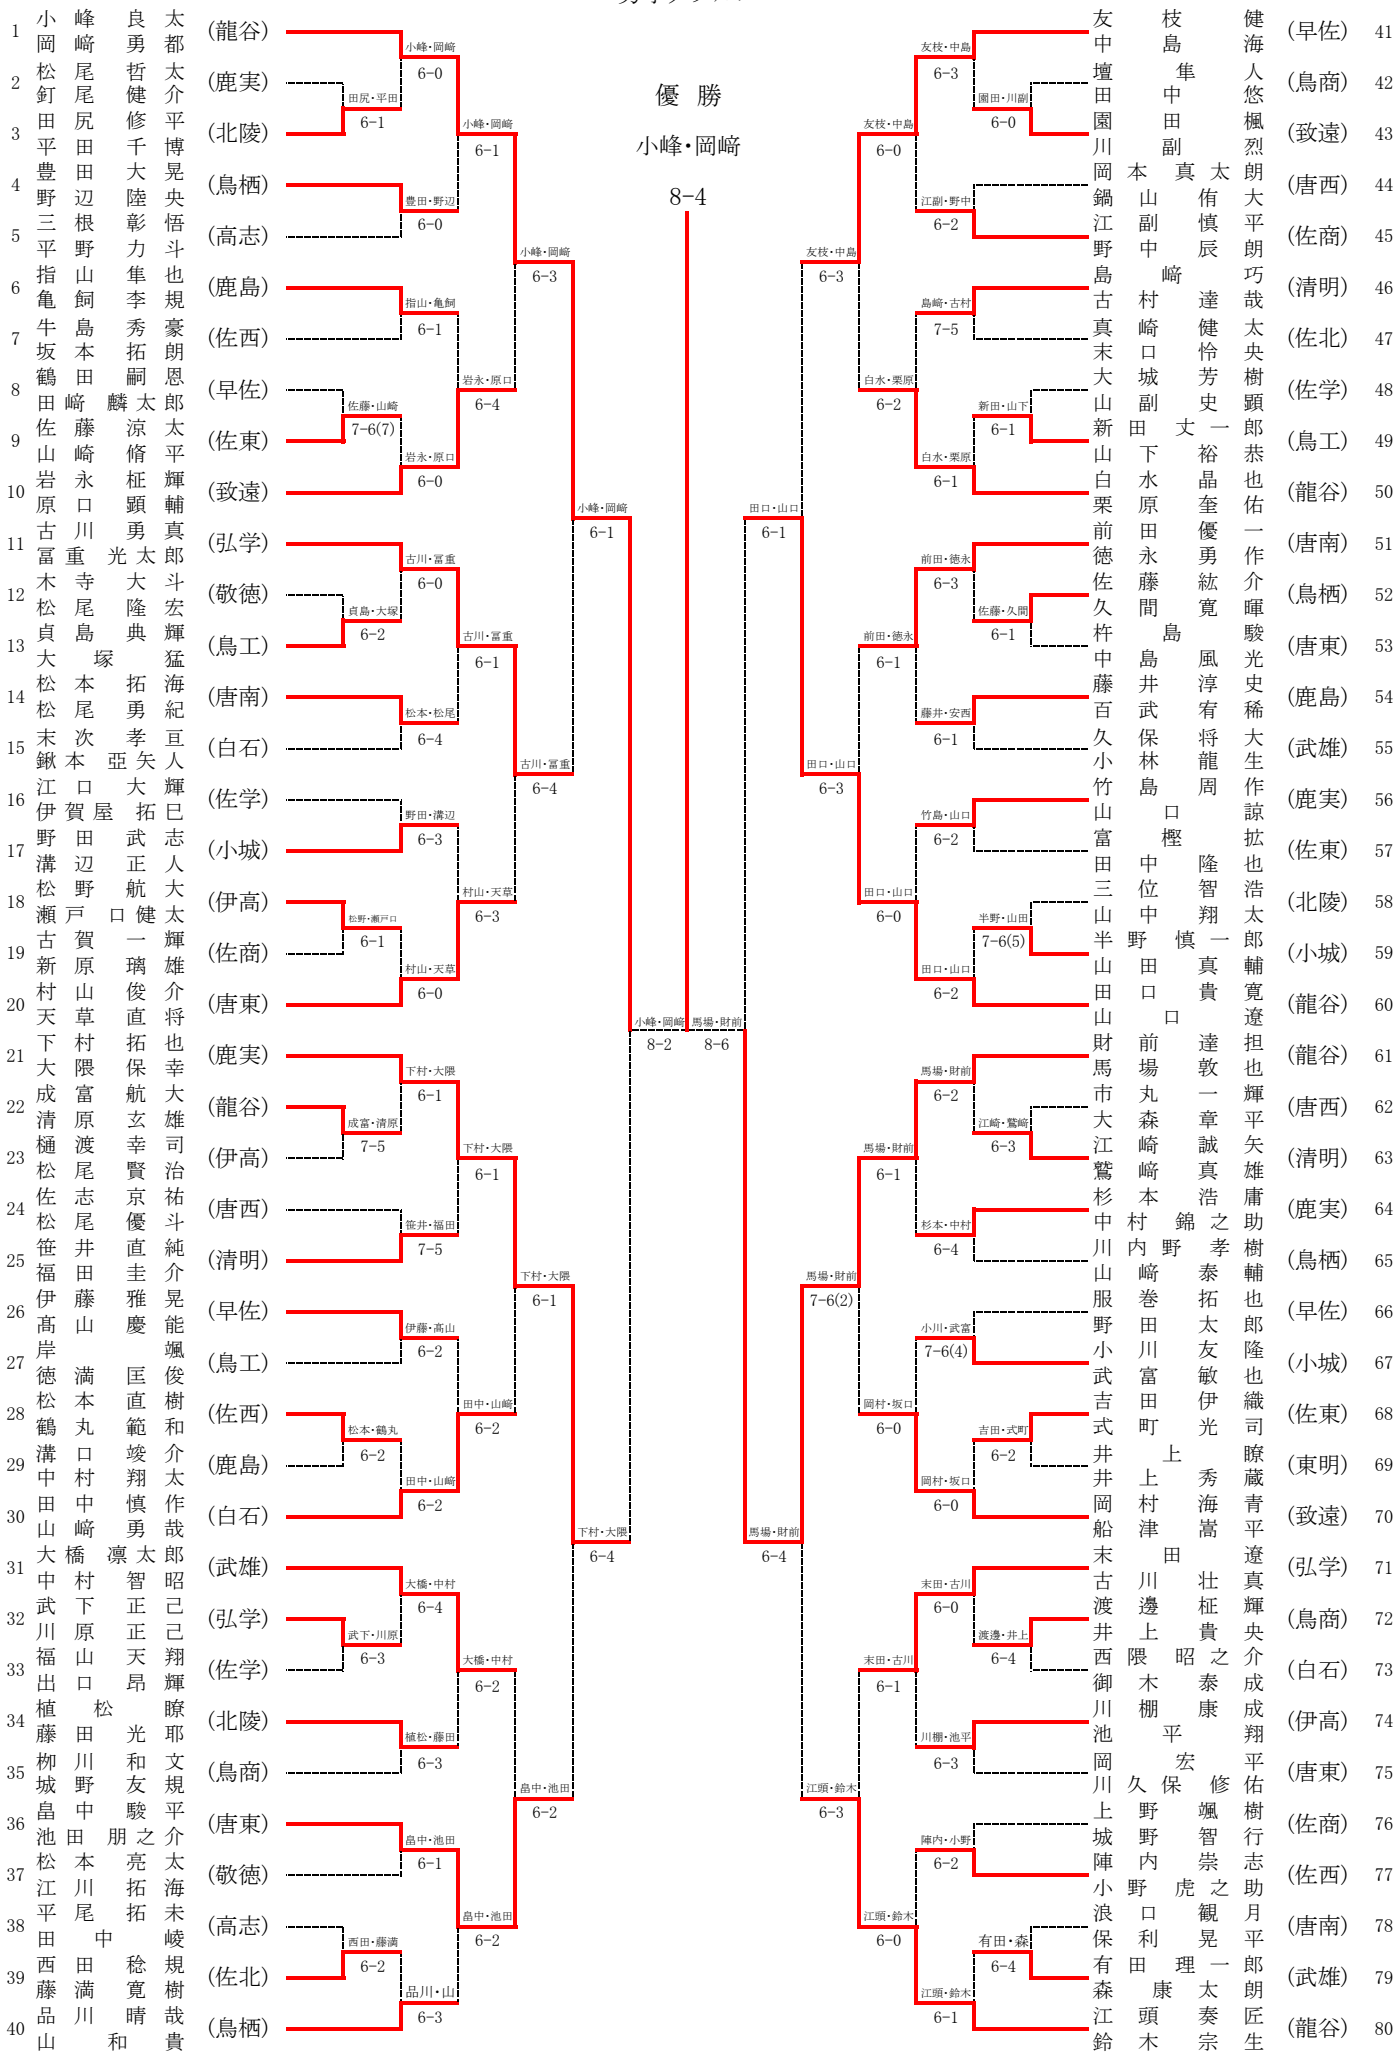 優勝
小峰・岡﨑
8-4
1 小峰良太 岡﨑勇都 (龍谷)
2 松尾哲太 釘尾健介 (鹿実)
3 田尻修平 平田千博 (北陵)
4 豊田大晃 野辺陸央 (鳥栖)
5 三根彰悟 平野力斗 (高志)
6 指山隼也 亀飼李規 (鹿島)
7 牛島秀豪 坂本拓朗 (佐西)
8 鶴田嗣恩 田﨑麟太郎 (早佐)
9 佐藤涼太 山崎脩平 (佐東)
10 岩永柾輝 原口顕輔 (致遠)
11 古川勇真 冨重光太郎 (弘学)
12 木寺大斗 松尾隆宏 (敬徳)
13 貞島典輝 大塚猛 (鳥工)
14 松本拓海 松尾勇紀 (唐南)
15 末次孝亘 鍬本亞矢人 (白石)
16 江口大輝 伊賀屋拓巳 (佐学)
17 野田武志 溝辺正人 (小城)
18 松野航大 瀬戸口健太 (伊高)
19 古賀一輝 新原璃雄 (佐商)
20 村山俊介 天草直将 (唐東)
21 下村拓也 大隈保幸 (鹿実)
22 成富航大 清原玄雄 (龍谷)
23 樋渡幸司 松尾賢治 (伊高)
24 佐志京祐 松尾優斗 (唐西)
25 笹井直純 福田圭介 (清明)
26 伊藤雅晃 髙山慶能 (早佐)
27 岸颯 徳満匡俊 (鳥工)
28 松本直樹 鶴丸範和 (佐西)
29 溝口竣介 中村翔太 (鹿島)
30 田中慎作 山﨑勇哉 (白石)
31 大橋凛太郎 中村智昭 (武雄)
32 武下正己 川原正己 (弘学)
33 福山天翔 出口昂輝 (佐学)
34 植松瞭 藤田光耶 (北陵)
35 栁川和文 城野友規 (鳥商)
36 畠中駿平 池田朋之介 (唐東)
37 松本亮太 江川拓海 (敬徳)
38 平尾拓未 田中崚 (高志)
39 西田稔規 藤満寛樹 (佐北)
40 品川晴哉 山和貴 (鳥栖)
小峰・岡﨑 6-0
田尻・平田 6-1
小峰・岡﨑 6-1
豊田・野辺 6-0
小峰・岡﨑 6-3
指山・亀飼 6-1
岩永・原口 6-4
佐藤・山崎 7-6(7)
岩永・原口 6-0
小峰・岡﨑 6-1
古川・冨重 6-0
貞島・大塚 6-2
古川・冨重 6-1
松本・松尾 6-4
古川・冨重 6-4
野田・溝辺 6-3
村山・天草 6-3
松野・瀬戸口 6-1
村山・天草 6-0
小峰・岡﨑 8-2
馬場・財前 8-6
下村・大隈 6-1
成富・清原 7-5
下村・大隈 6-1
笹井・福田 7-5
下村・大隈 6-1
伊藤・髙山 6-2
田中・山﨑 6-2
松本・鶴丸 6-2
田中・山﨑 6-2
下村・大隈 6-4
大橋・中村 6-4
武下・川原 6-3
大橋・中村 6-2
植松・藤田 6-3
畠中・池田 6-2
畠中・池田 6-1
畠中・池田 6-2
西田・藤満 6-2
品川・山 6-3
友枝・中島 6-3
園田・川副 6-0
友枝・中島 6-0
江副・野中 6-2
友枝・中島 6-3
島﨑・古村 7-5
白水・栗原 6-2
新田・山下 6-1
白水・栗原 6-1
田口・山口 6-1
前田・徳永 6-3
佐藤・久間 6-1
前田・徳永 6-1
藤井・安西 6-1
田口・山口 6-3
竹島・山口 6-2
田口・山口 6-0
半野・山田 7-6(5)
田口・山口 6-2
馬場・財前 6-2
江崎・鷲﨑 6-3
馬場・財前 6-1
杉本・中村 6-4
馬場・財前 7-6(2)
小川・武富 7-6(4)
岡村・坂口 6-0
吉田・式町 6-2
岡村・坂口 6-0
馬場・財前 6-4
末田・古川 6-0
渡邊・井上 6-4
末田・古川 6-1
川棚・池平 6-3
江頭・鈴木 6-3
陣内・小野 6-2
江頭・鈴木 6-0
有田・森 6-4
江頭・鈴木 6-1
友枝健 中島海 (早佐) 41
壇隼人 田中悠 (鳥商) 42
園田楓 川副烈 (致遠) 43
岡本真太朗 鍋山侑大 (唐西) 44
江副慎平 野中辰朗 (佐商) 45
島﨑巧 古村達哉 (清明) 46
真崎健太 末口怜央 (佐北) 47
大城芳樹 山副史顕 (佐学) 48
新田丈一郎 山下裕恭 (鳥工) 49
白水晶也 栗原奎佑 (龍谷) 50
前田優一 徳永勇作 (唐南) 51
佐藤紘介 久間寛暉 (鳥栖) 52
杵島駿 中島風光 (唐東) 53
藤井淳史 百武有稀 (鹿島) 54
久保将大 小林龍生 (武雄) 55
竹島周作 山口諒 (鹿実) 56
富樫拡 田中隆也 (佐東) 57
三位智浩 山中翔太 (北陵) 58
半野慎一郎 山田真輔 (小城) 59
田口貴寛 山口遼 (龍谷) 60
財前達担 馬場敦也 (龍谷) 61
市丸一輝 大森章平 (唐西) 62
江崎誠矢 鷲﨑真雄 (清明) 63
杉本浩庸 中村錦之助 (鹿実) 64
川内野孝樹 山﨑泰輔 (鳥栖) 65
服巻拓也 野田太郎 (早佐) 66
小川友隆 武富敏也 (小城) 67
吉田伊織 式町光司 (佐東) 68
井上瞭 井上秀蔵 (東明) 69
岡村海青 船津嵩平 (致遠) 70
末田遼 古川壮真 (弘学) 71
渡邊柾輝 井上貴央 (鳥商) 72
西隈昭之介 御木泰成 (白石) 73
川棚康成 池平翔 (伊高) 74
岡宏平 川久保修佑 (唐東) 75
上野颯樹 城野智行 (佐商) 76
陣内崇志 小野虎之助 (佐西) 77
浪口観月 保利晃平 (唐南) 78
有田理一郎 森康太朗 (武雄) 79
江頭奏匠 鈴木宗生 (龍谷) 80